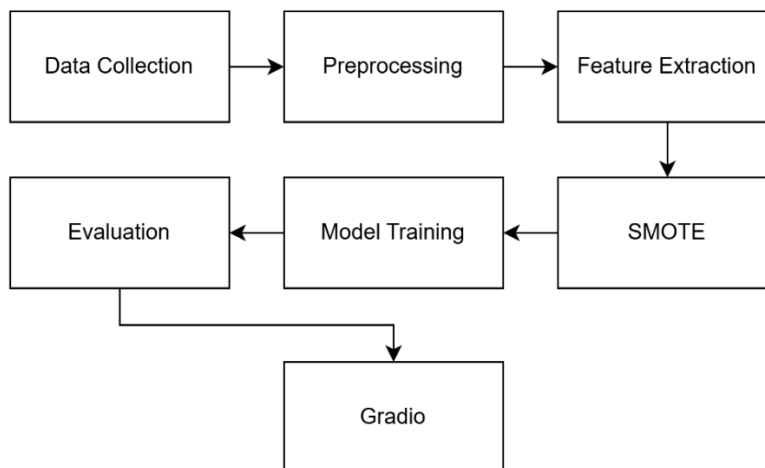 Data Collection
Preprocessing
Feature Extraction
SMOTE
Model Training
Evaluation
Gradio